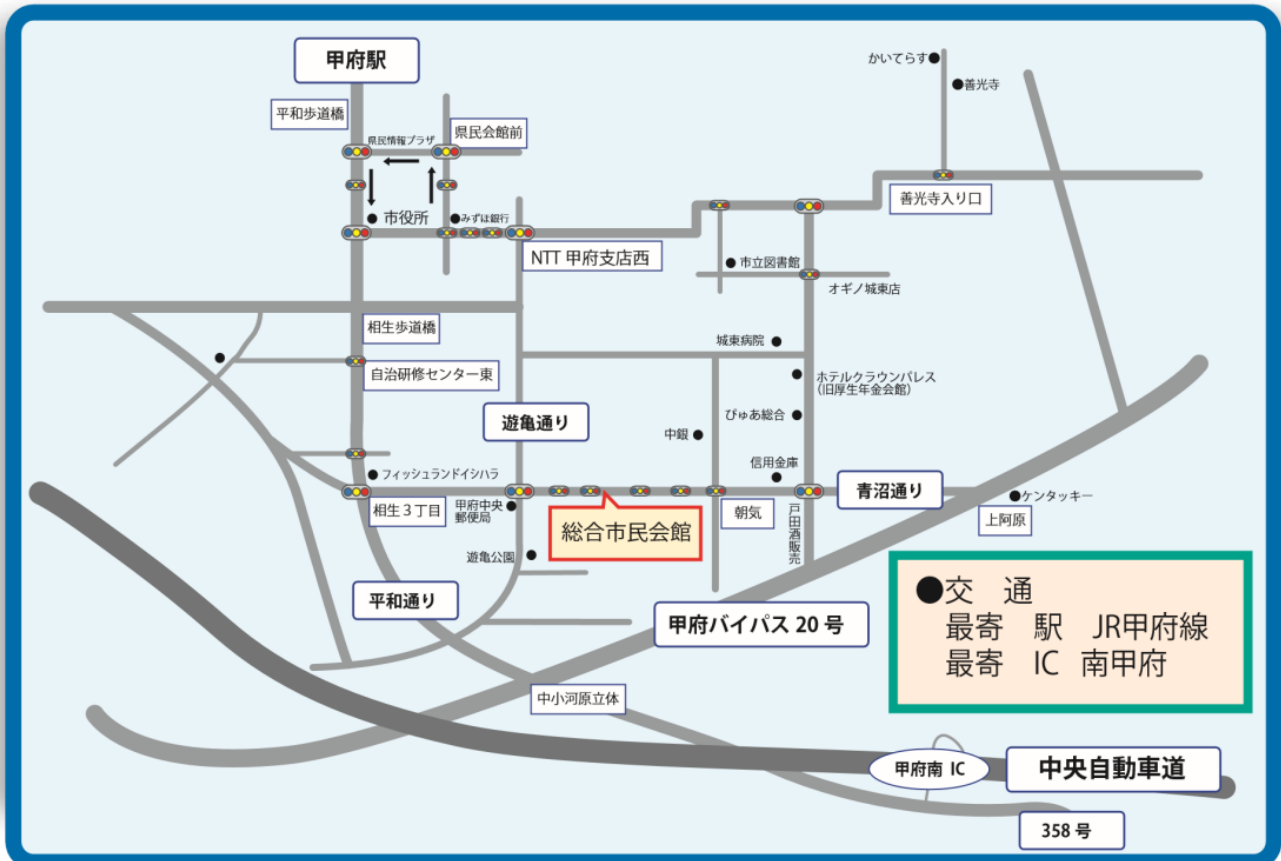 甲府駅
かいてらす
善光寺
平和歩道橋
県民情報プラザ
県民会館前
善光寺入り口
市役所
みずほ銀行
NTT 甲府支店西
市立図書館
オギノ城東店
相生歩道橋
城東病院
自治研修センター東
ホテルクラウンパレス
（旧厚生年金会館）
遊亀通り
ぴゅあ総合
中銀
信用金庫
フィッシュランドイシハラ
青沼通り
ケンタッキー
相生３丁目
甲府中央
郵便局
総合市民会館
朝気
戸田酒販売
上阿原
遊亀公園
平和通り
甲府バイパス 20 号
●交　通
最寄　駅　JR甲府線
最寄　IC　南甲府
中小河原立体
甲府南 IC
中央自動車道
358 号